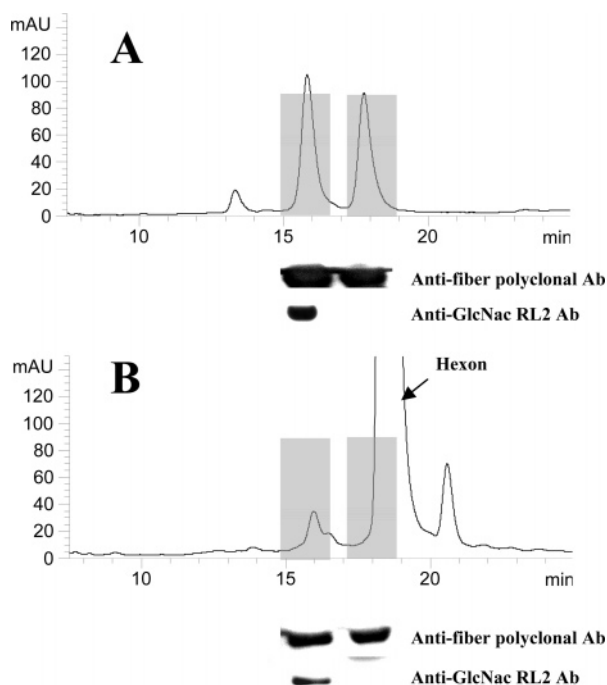 mAU
A
120
100
80
60
40
20
0
10 15 20 min
Anti-fiber polyclonal Ab
Anti-GlcNac RL2 Ab
mAU
B
Hexon
120
100
80
60
40
20
0
10 15 20 min
Anti-fiber polyclonal Ab
Anti-GlcNac RL2 Ab